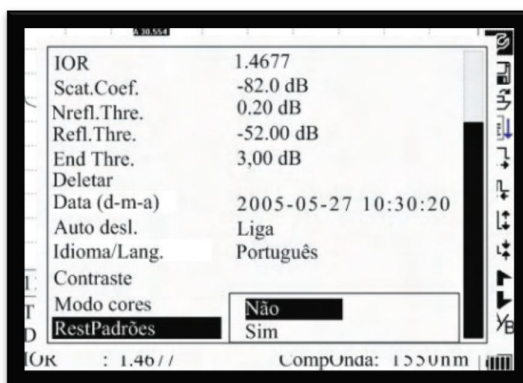 A 30.554
IOR 1.4677
Scat.Coef. -82.0 dB
Nrefl.Thre. 0.20 dB
Refl.Thre. -52.00 dB
End Thre. 3,00 dB
Deletar
Data (d-m-a) 2005-05-27 10:30:20
Auto desl. Liga
Idioma/Lang. Português
Contraste
Modo cores Não
RestPadrões Sim
IOR : 1.4677 CompOnda: 1550nm